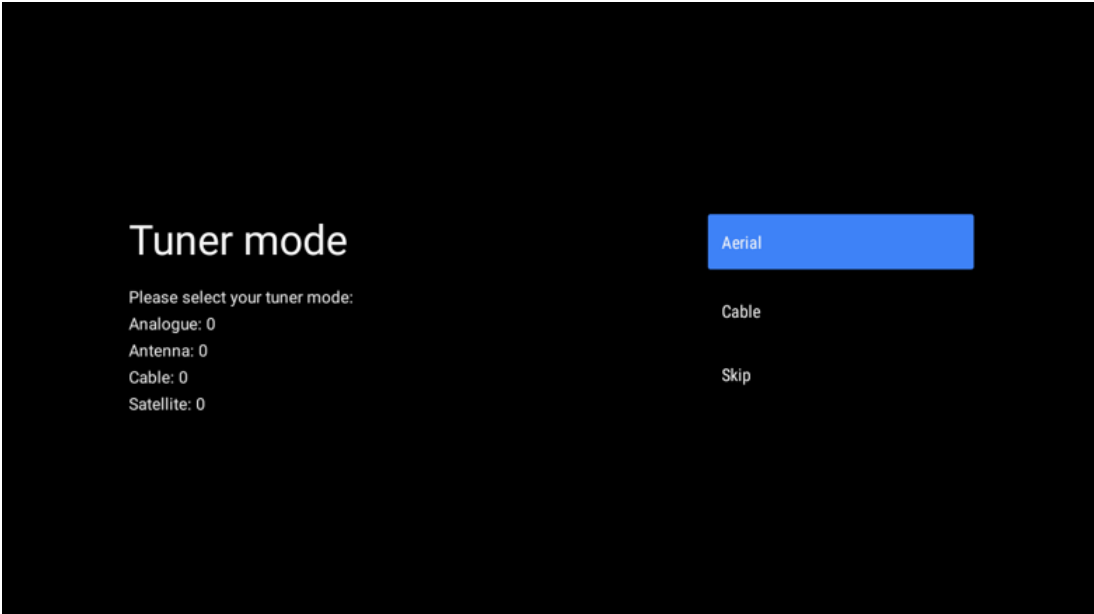 Tuner mode
Please select your tuner mode:
Analogue: 0
Antenna: 0
Cable: 0
Satellite: 0
Aerial
Cable
Skip